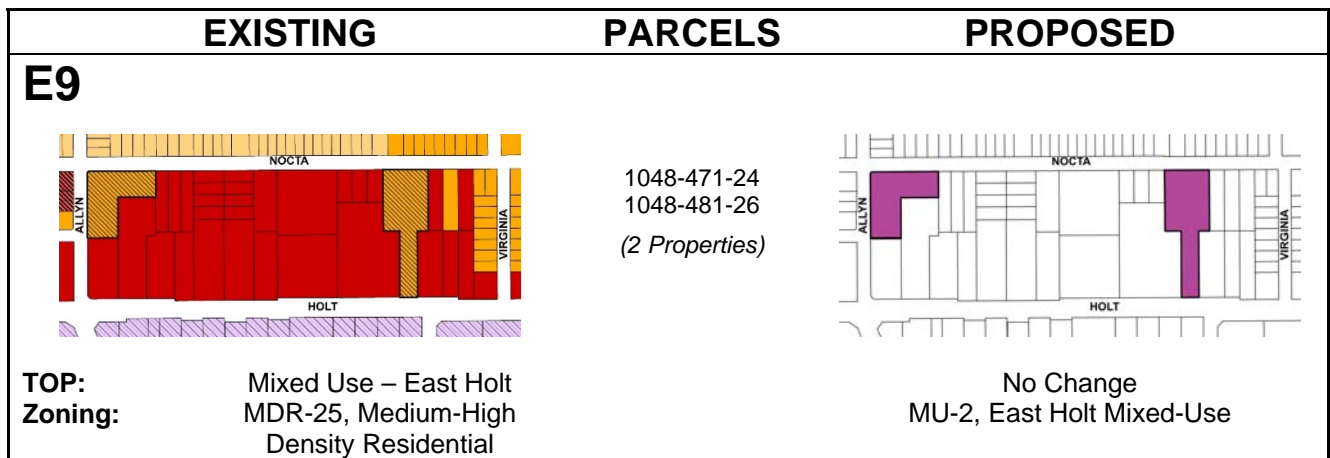 EXISTING PARCELS PROPOSED
E9
NOCTA
ALLYN
VIRGINIA
HOLT
1048-471-24
1048-481-26
(2 Properties)
NOCTA
ALLYN
VIRGINIA
HOLT
TOP: Mixed Use – East Holt No Change
Zoning: MDR-25, Medium-High MU-2, East Holt Mixed-Use
Density Residential